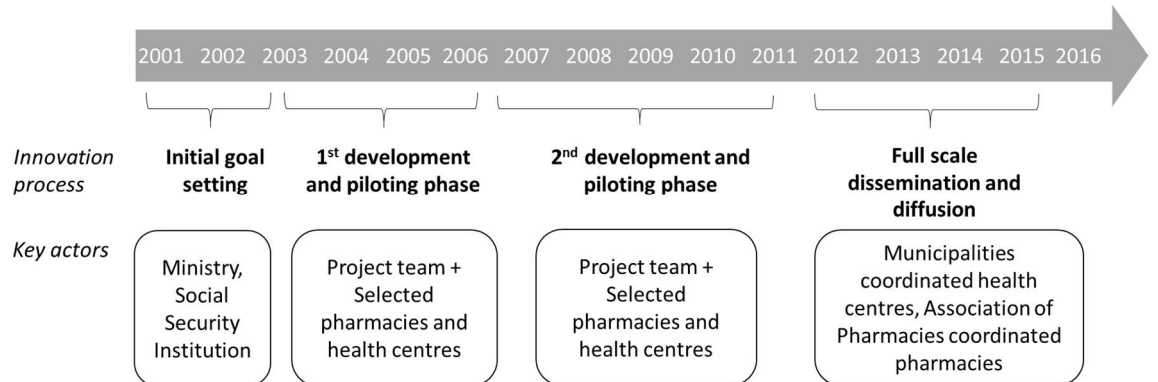 2001 2002 2003 2004 2005 2006 2007 2008 2009 2010 2011 2012 2013 2014 2015 2016
Innovation
process
Initial goal
setting
1st development
and piloting phase
2nd development and
piloting phase
Full scale
dissemination and
diffusion
Key actors
Ministry,
Social
Security
Institution
Project team +
Selected
pharmacies and
health centres
Project team +
Selected
pharmacies and
health centres
Municipalities
coordinated health
centres, Association of
Pharmacies coordinated
pharmacies